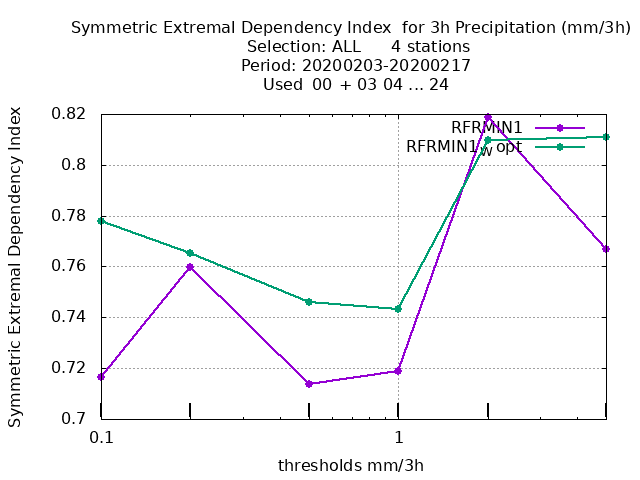 Symmetric Extremal Dependency Index for 3h Precipitation (mm/3h)
Selection: ALL 4 stations
Period: 20200203-20200217
Used 00 + 03 04 ... 24
Symmetric Extremal Dependency Index
0.82
0.8
0.78
0.76
0.74
0.72
0.7
RFRMIN1
RFRMIN1_w opt
0.1
1
thresholds mm/3h